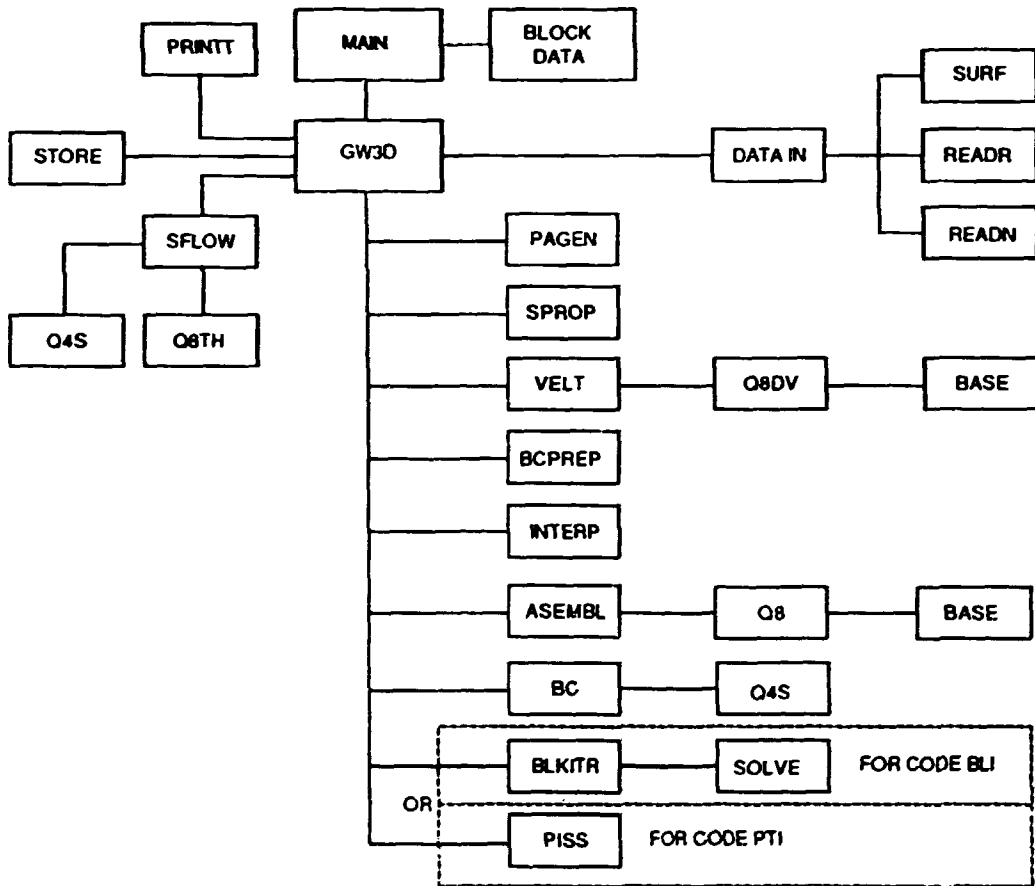 PRINTT
MAIN
BLOCK
DATA
SURF
STORE
GW3D
DATA IN
READR
SFLOW
PAGEN
READN
Q4S
Q8TH
SPROP
VELT
Q8DV
BASE
BCPREP
INTERP
ASEMBL
Q8
BASE
BC
Q4S
BLKITR
SOLVE
FOR CODE BLI
OR
PISS
FOR CODE PTI